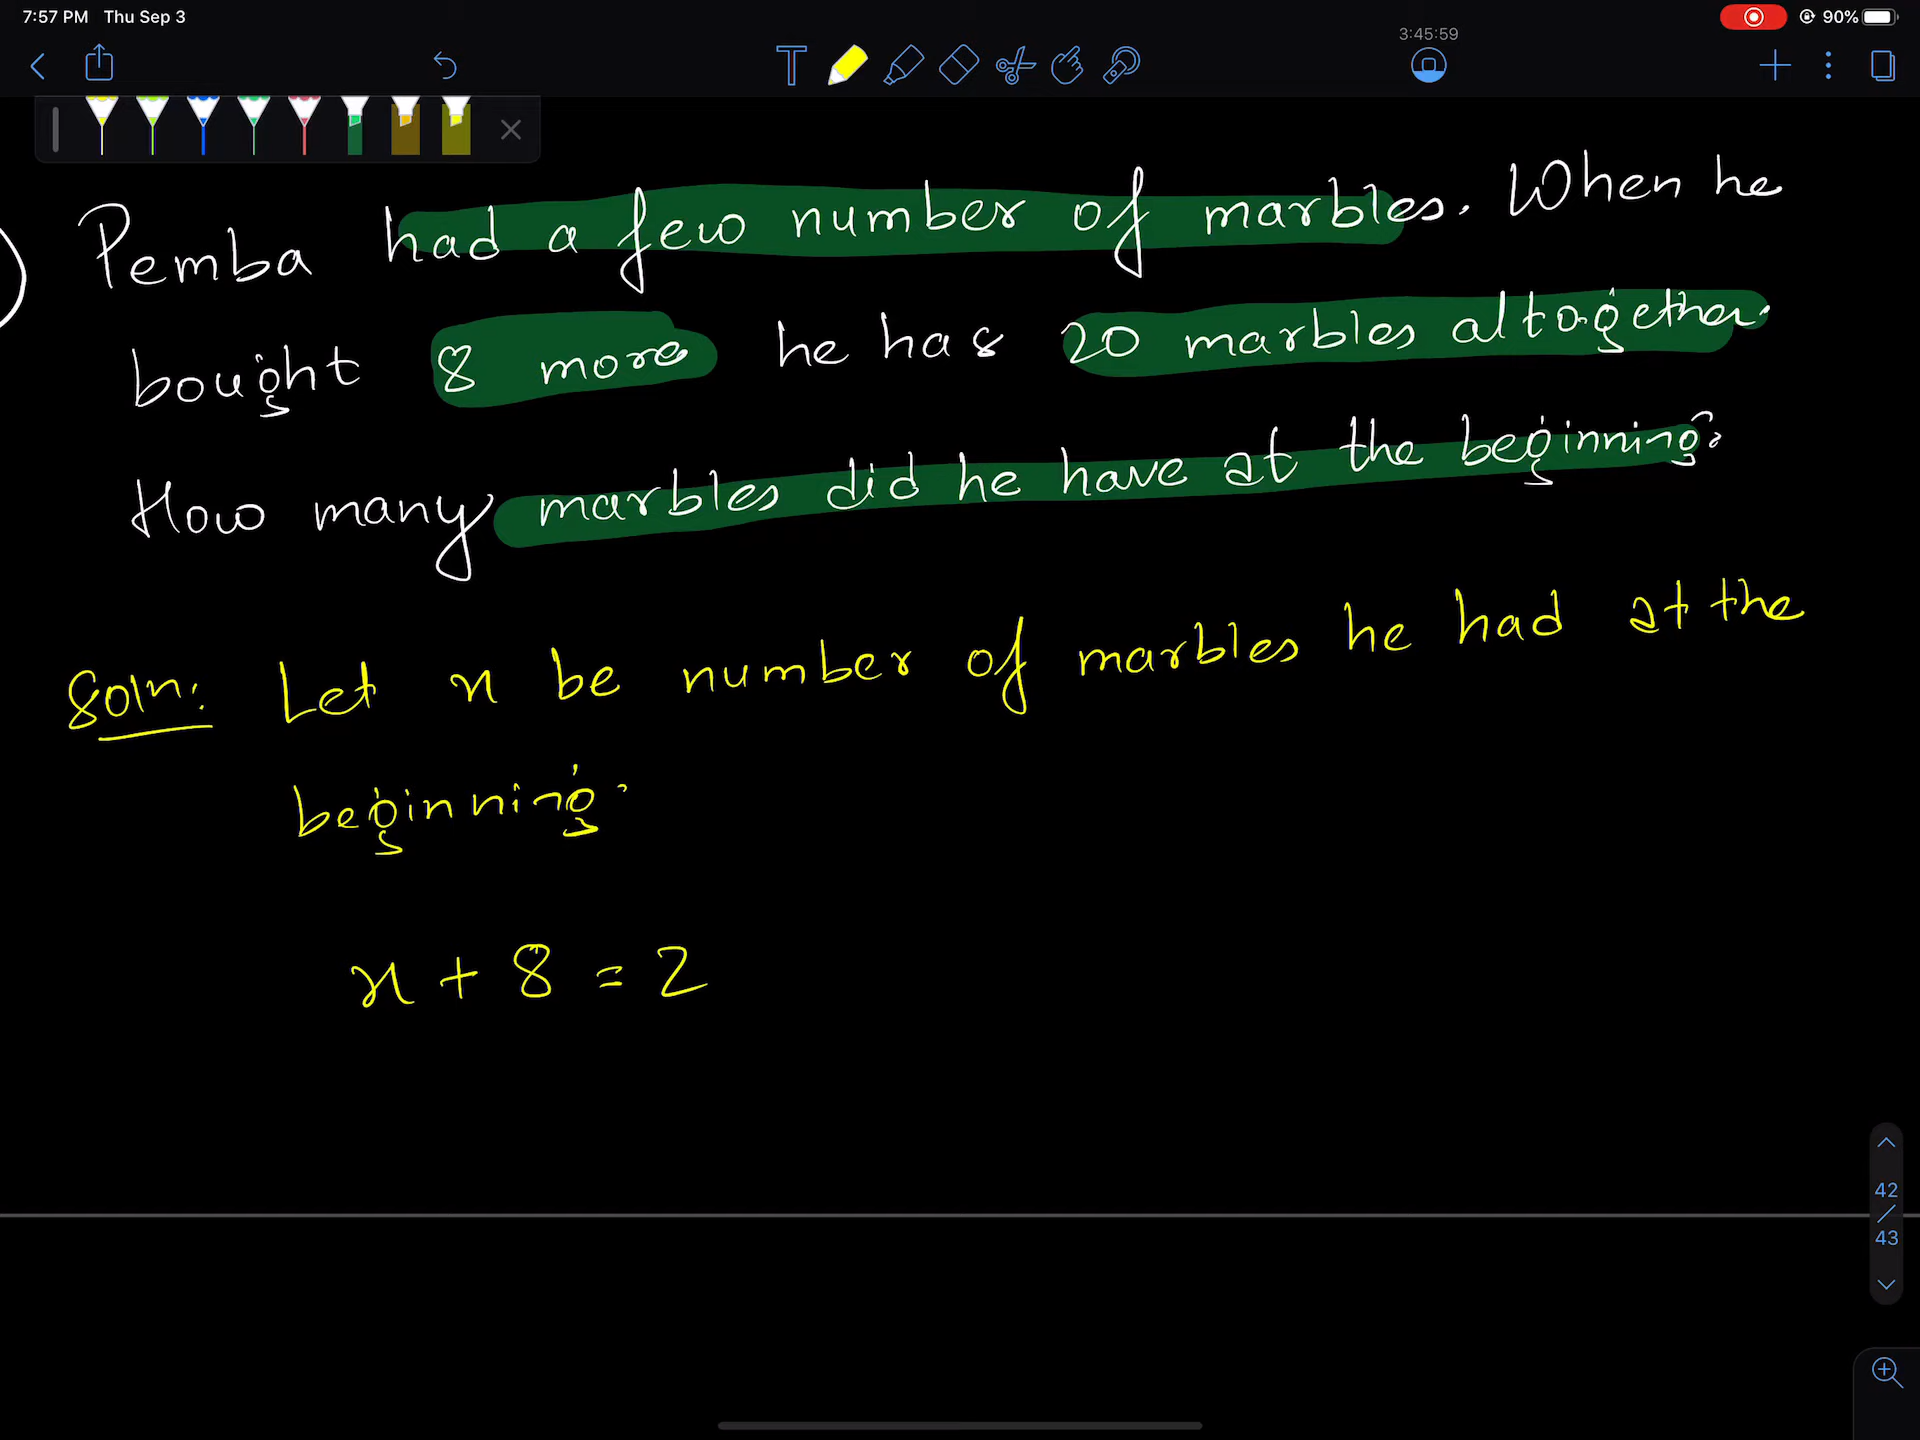 7:57 PM Thu Sep 3
90%
3:45:59
Pemba had a few number of marbles. When he
bought 8 more he has 20 marbles altogether.
How many marbles did he have at the beginning?
Soln: Let x be number of marbles he had at the
beginning.
x + 8 = 2
42
/
43